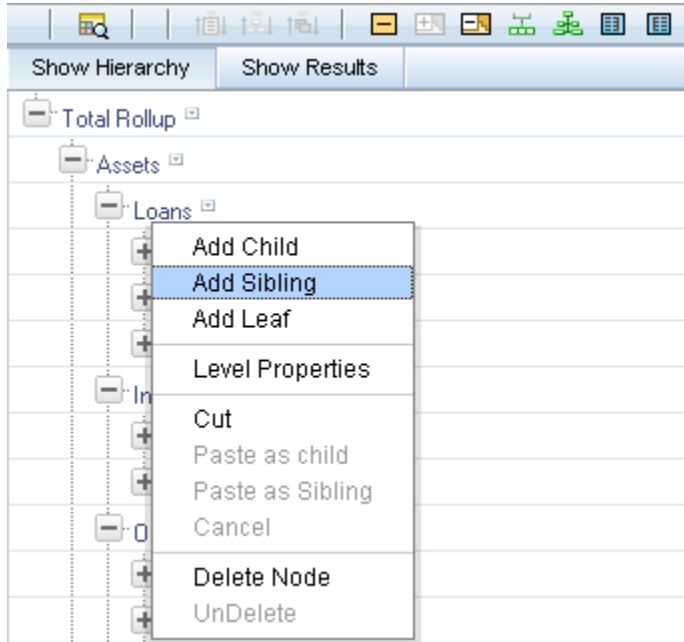 Show Hierarchy Show Results
Total Rollup
Assets
Loans
Add Child
Add Sibling
Add Leaf
Level Properties
In
Cut
Paste as child
Paste as Sibling
Cancel
O
Delete Node
UnDelete